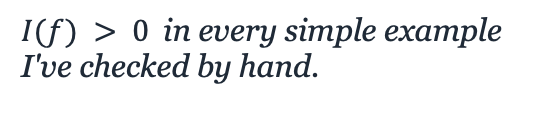 I(f) > 0 in every simple example
I've checked by hand.